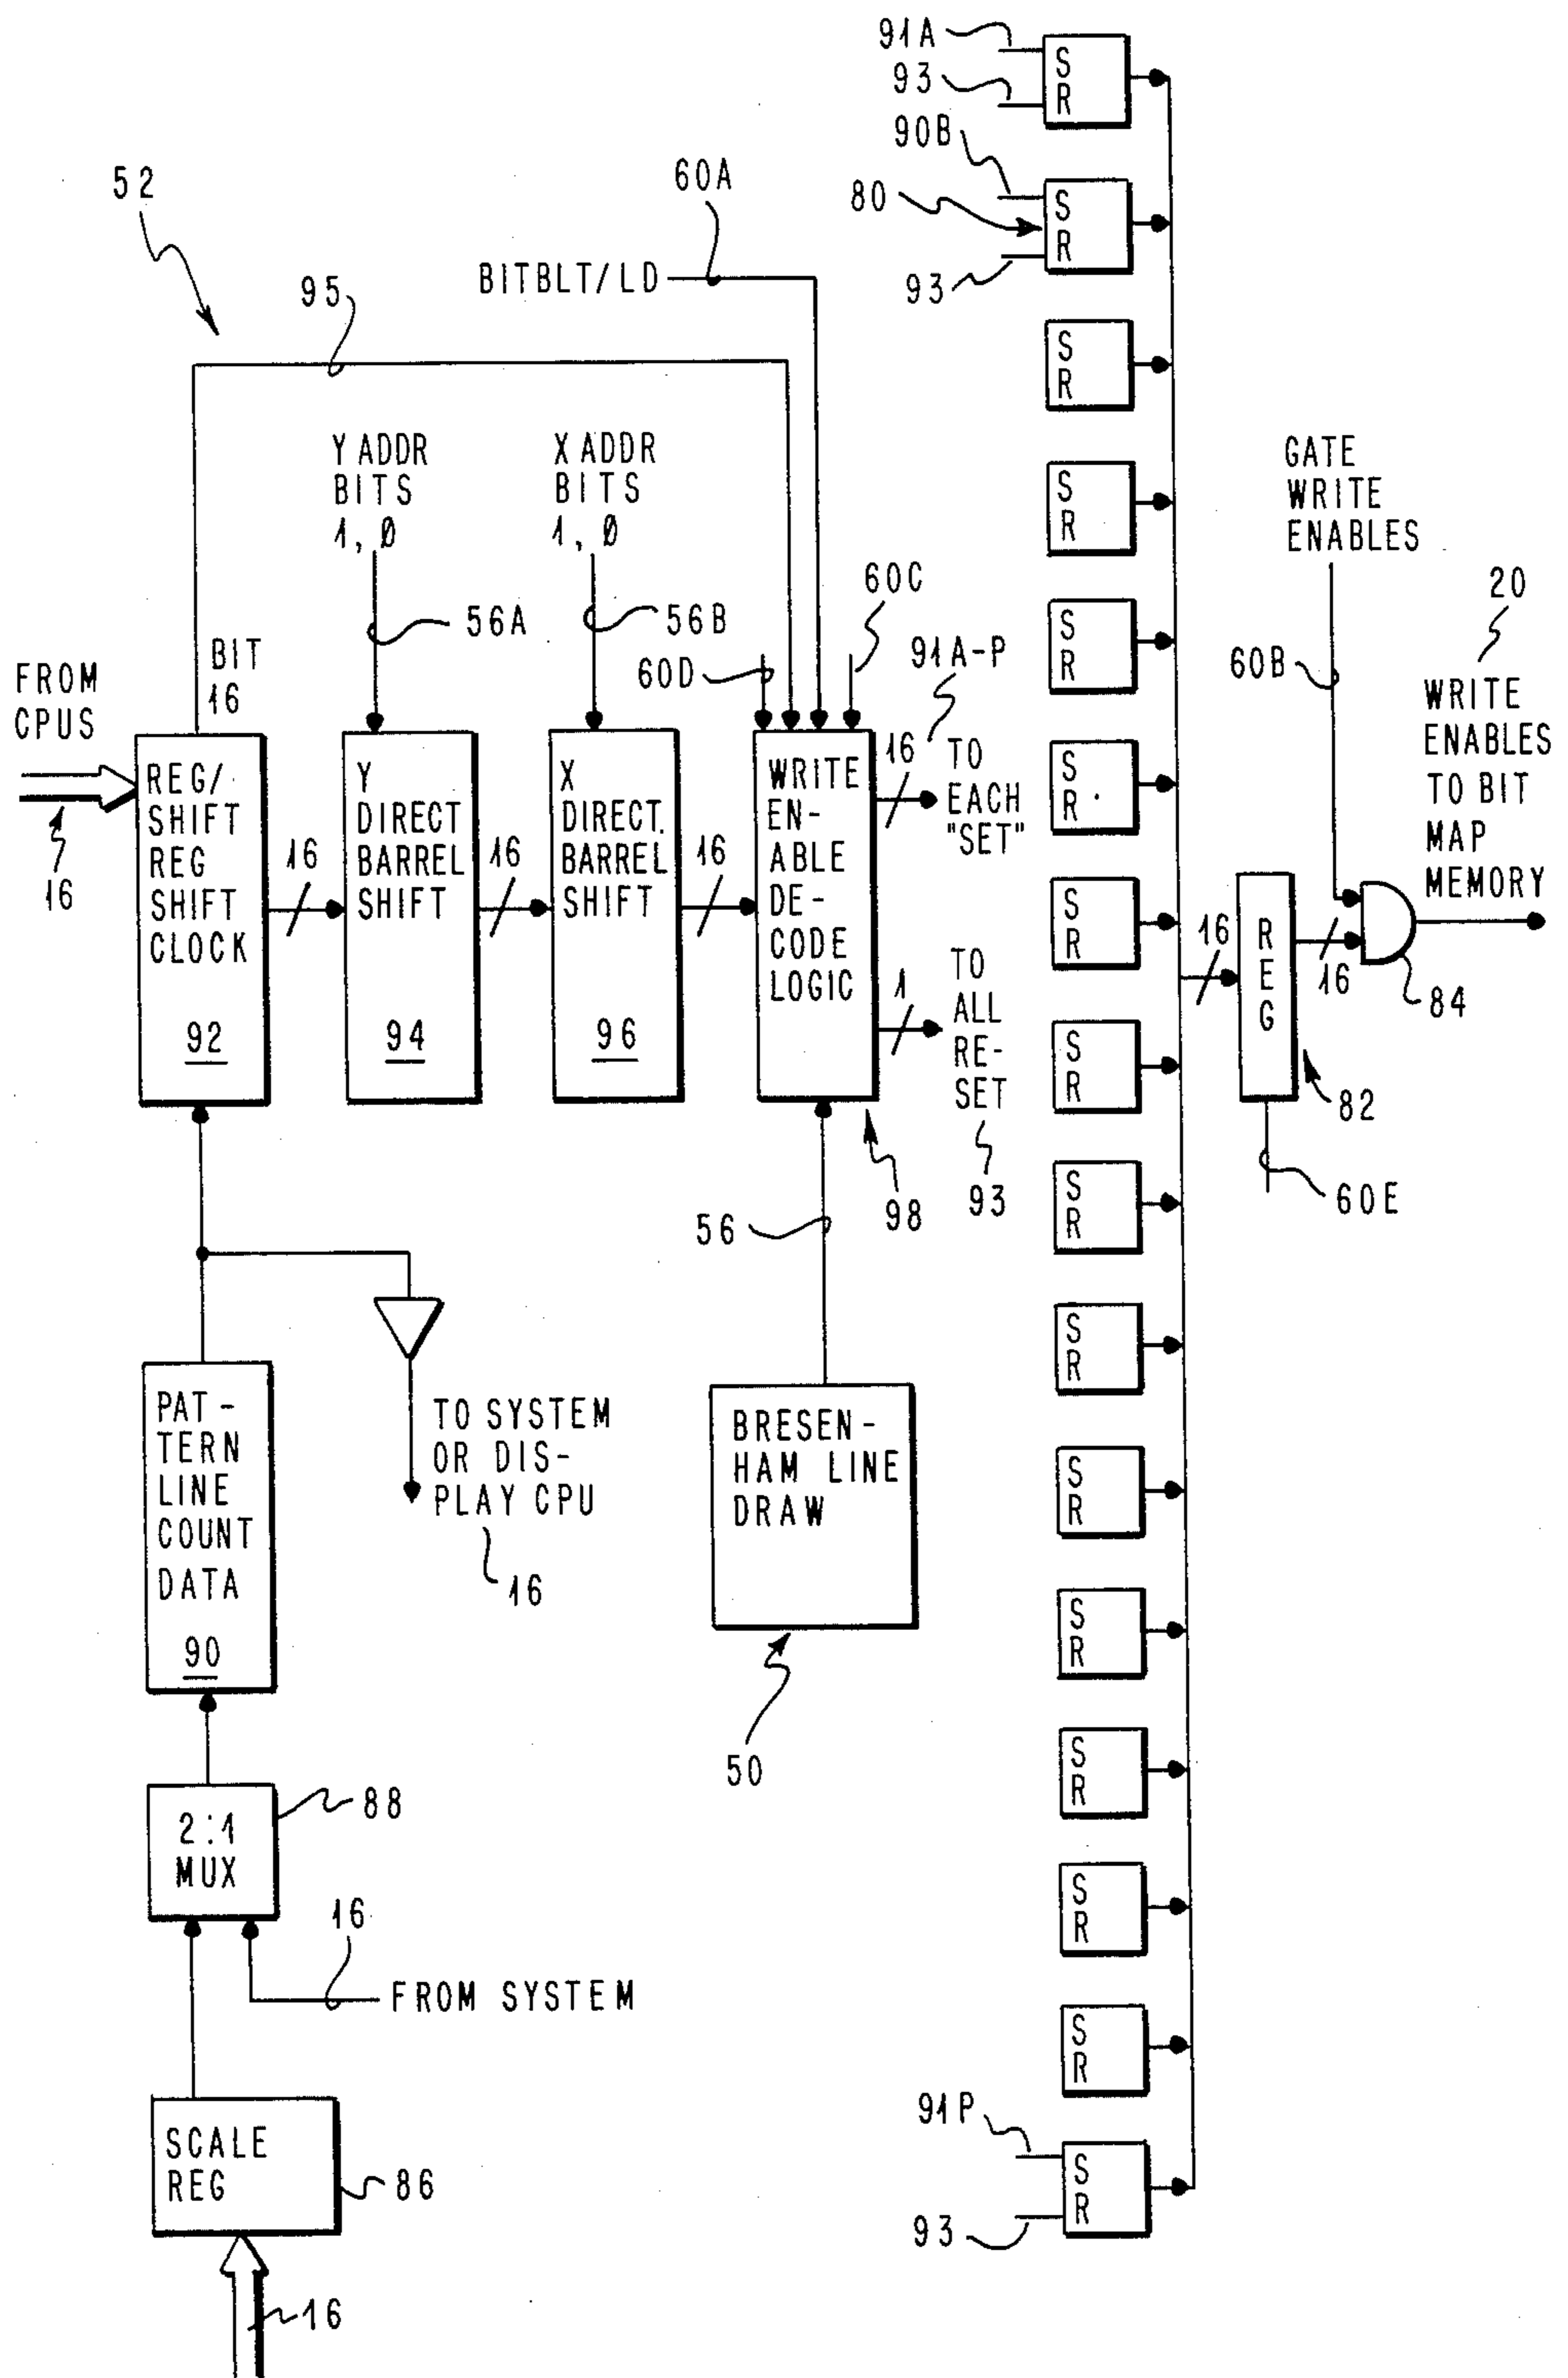 91A
93
90B
80
93
S
R
S
R
S
R
S
R
S
R
S
R
S
R
S
R
S
R
S
R
S
R
S
R
S
R
S
R
S
R
S
R
91P
93
52
60A
BITBLT/LD
95
Y ADDR
BITS
1, 0
X ADDR
BITS
1, 0
56A
56B
60D
60C
91A-P
BIT
16
FROM
CPUS
16
REG/
SHIFT
REG
SHIFT
CLOCK
92
16
Y
DIRECT
BARREL
SHIFT
94
16
X
DIRECT.
BARREL
SHIFT
96
16
WRITE
EN-
ABLE
DE-
CODE
LOGIC
98
16
TO
EACH
"SET"
1
TO
ALL
RE-
SET
93
GATE
WRITE
ENABLES
60B
20
WRITE
ENABLES
TO BIT
MAP
MEMORY
16
REG
16
84
82
60E
56
BRESEN-
HAM LINE
DRAW
50
TO SYSTEM
OR DIS-
PLAY CPU
16
PAT-
TERN
LINE
COUNT
DATA
90
2:1
MUX
88
16
FROM SYSTEM
SCALE
REG
86
16